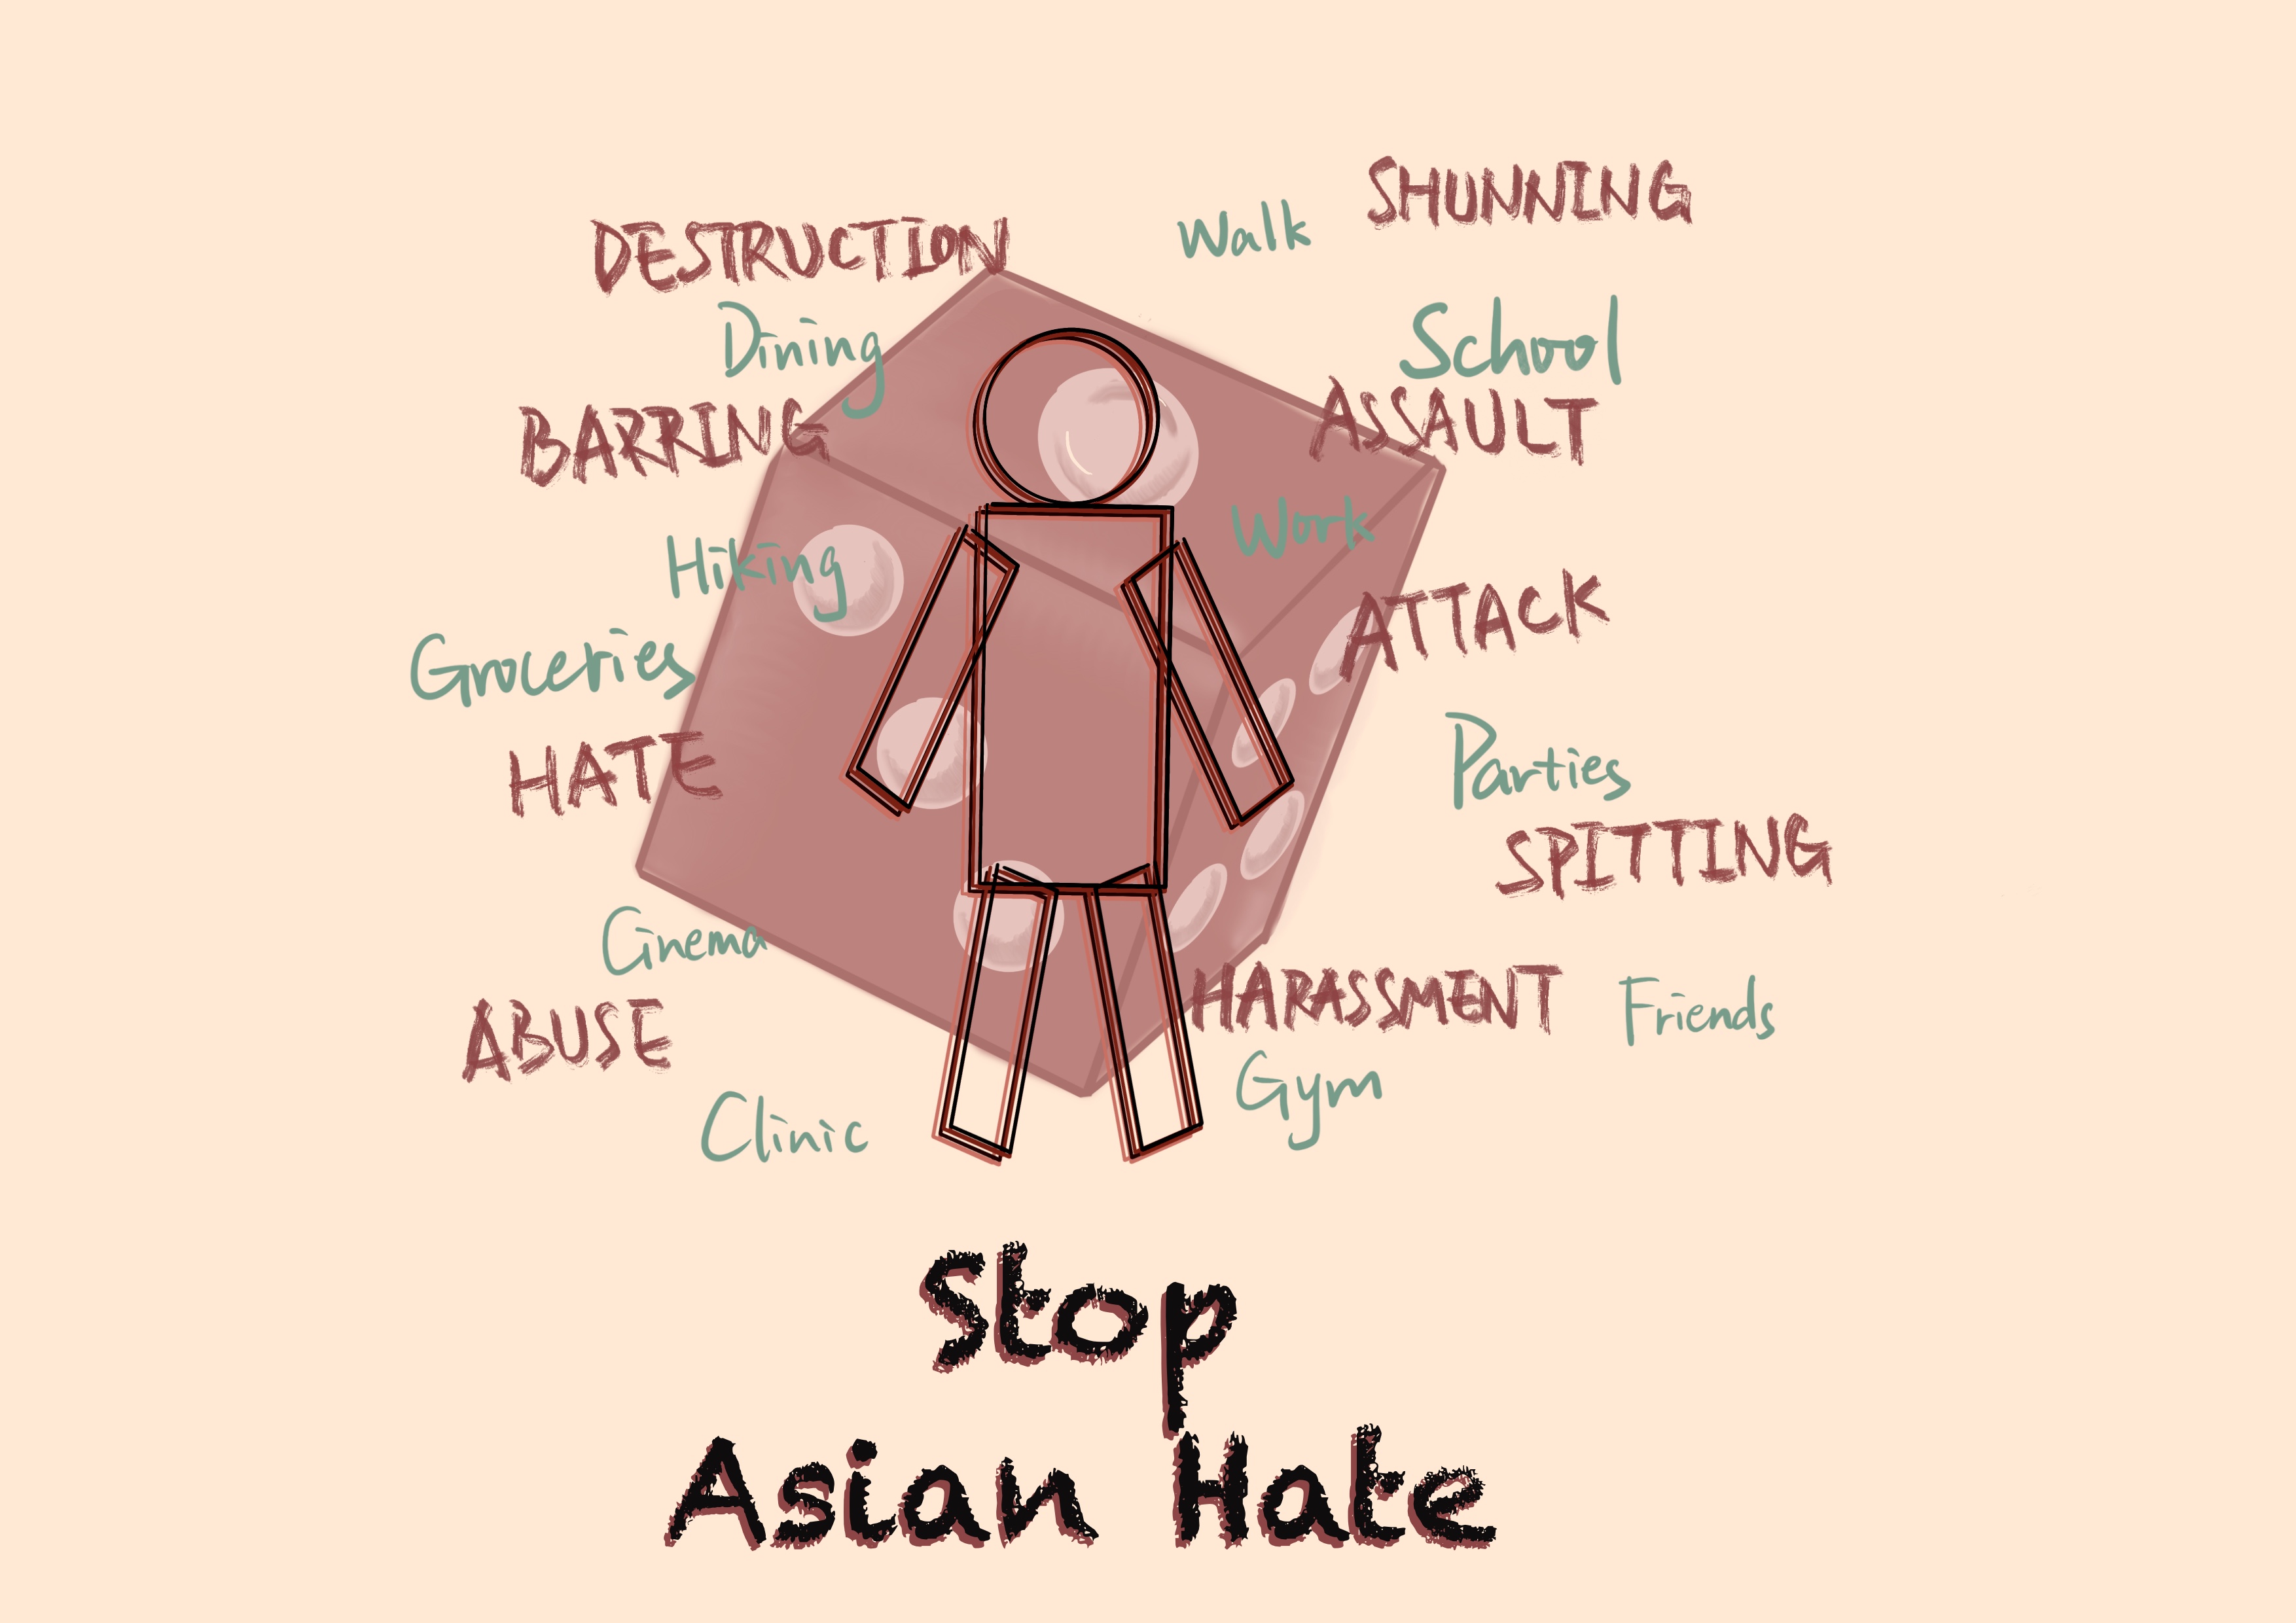 SHUNNING
Walk
DESTRUCTION
Dining
School
BARRING
ASSAULT
Hiking
Work
Groceries
ATTACK
HATE
Parties
SPITTING
Cinema
ABUSE
HARASSMENT
Friends
Clinic
Gym
Stop
Asian Hate